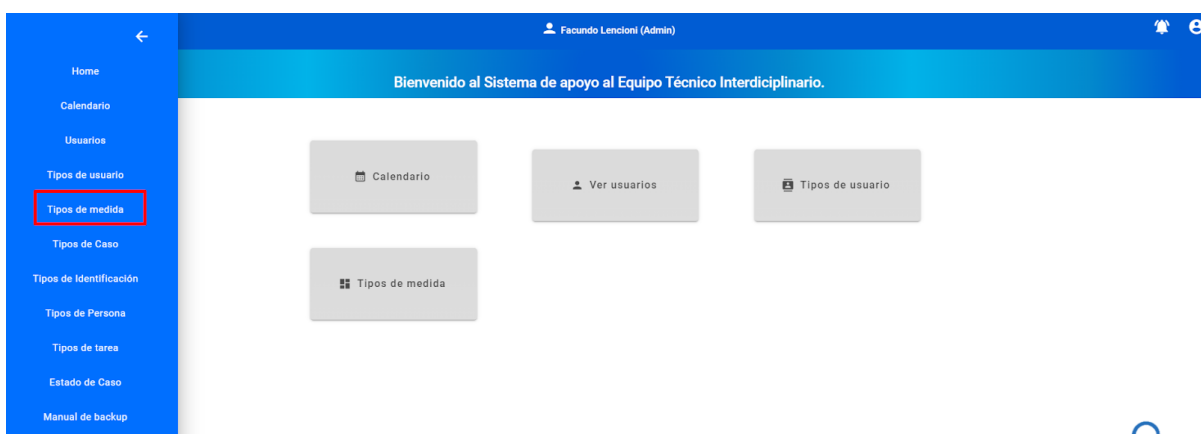 Facundo Lencioni (Admin)
Bienvenido al Sistema de apoyo al Equipo Técnico Interdiciplinario.
Home
Calendario
Usuarios
Tipos de usuario
Tipos de medida
Tipos de Caso
Tipos de Identificación
Tipos de Persona
Tipos de tarea
Estado de Caso
Manual de backup
Calendario
Ver usuarios
Tipos de usuario
Tipos de medida